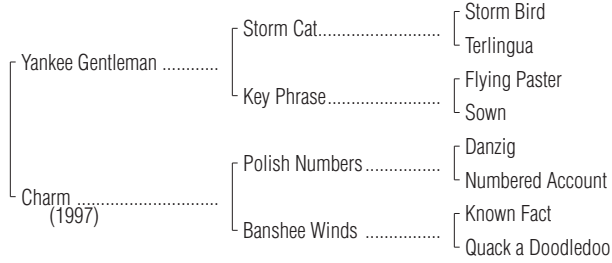 Storm Bird
Storm Cat..............................
Terlingua
Yankee Gentleman ............
Flying Paster
Key Phrase............................
Sown
Danzig
Polish Numbers...................
Numbered Account
Charm ..............................
(1997)
Known Fact
Banshee Winds ..................
Quack a Doodledoo